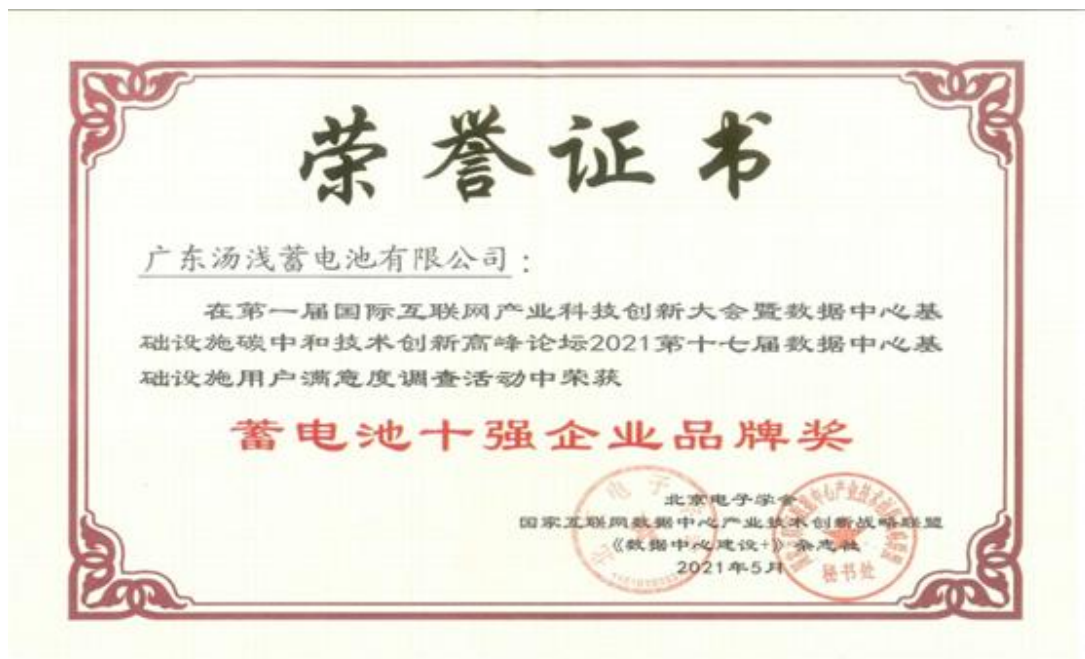 荣誉证书
广东汤浅蓄电池有限公司：
在第一届国际互联网产业科技创新大会暨数据中心基
础设施碳中和技术创新高峰论坛2021第十七届数据中心基
础设施用户满意度调查活动中荣获
蓄电池十强企业品牌奖
北京电子学会
国家互联网数据中心产业技术创新战略联盟
《数据中心建设+》杂志社
2021年5月
秘书处